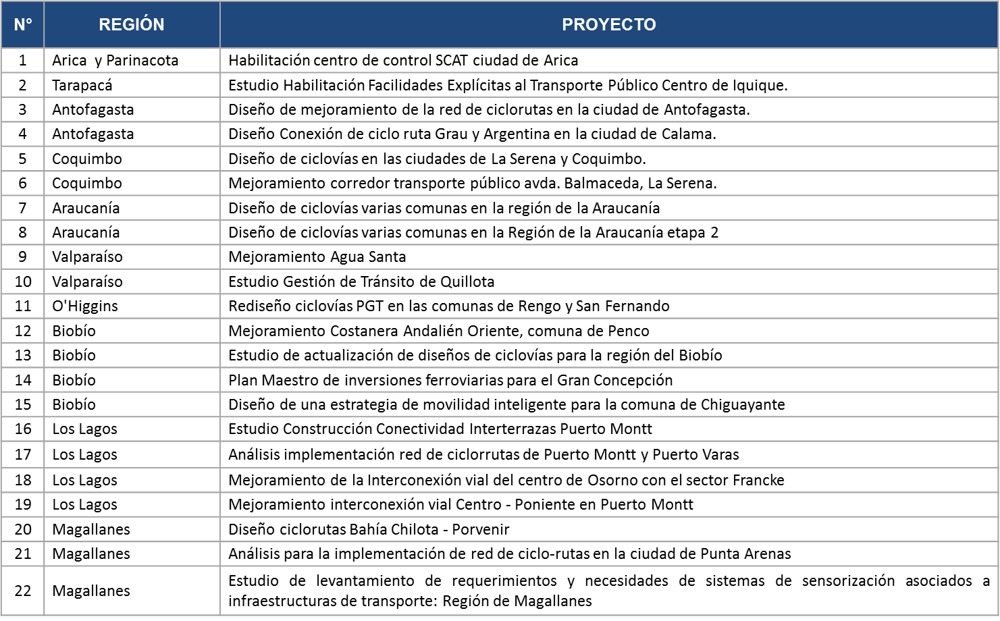 N° REGIÓN PROYECTO
1 Arica y Parinacota Habilitación centro de control SCAT ciudad de Arica
2 Tarapacá Estudio Habilitación Facilidades Explícitas al Transporte Público Centro de Iquique.
3 Antofagasta Diseño de mejoramiento de la red de ciclorutas en la ciudad de Antofagasta.
4 Antofagasta Diseño Conexión de ciclo ruta Grau y Argentina en la ciudad de Calama.
5 Coquimbo Diseño de ciclovías en las ciudades de La Serena y Coquimbo.
6 Coquimbo Mejoramiento corredor transporte público avda. Balmaceda, La Serena.
7 Araucanía Diseño de ciclovías varias comunas en la región de la Araucanía
8 Araucanía Diseño de ciclovías varias comunas en la Región de la Araucanía etapa 2
9 Valparaíso Mejoramiento Agua Santa
10 Valparaíso Estudio Gestión de Tránsito de Quillota
11 O'Higgins Rediseño ciclovías PGT en las comunas de Rengo y San Fernando
12 Biobío Mejoramiento Costanera Andalién Oriente, comuna de Penco
13 Biobío Estudio de actualización de diseños de ciclovías para la región del Biobío
14 Biobío Plan Maestro de inversiones ferroviarias para el Gran Concepción
15 Biobío Diseño de una estrategia de movilidad inteligente para la comuna de Chiguayante
16 Los Lagos Estudio Construcción Conectividad Interterrazas Puerto Montt
17 Los Lagos Análisis implementación red de ciclorrutas de Puerto Montt y Puerto Varas
18 Los Lagos Mejoramiento de la Interconexión vial del centro de Osorno con el sector Francke
19 Los Lagos Mejoramiento interconexión vial Centro - Poniente en Puerto Montt
20 Magallanes Diseño ciclorutas Bahía Chilota - Porvenir
21 Magallanes Análisis para la implementación de red de ciclo-rutas en la ciudad de Punta Arenas
22 Magallanes Estudio de levantamiento de requerimientos y necesidades de sistemas de sensorización asociados a
infraestructuras de transporte: Región de Magallanes